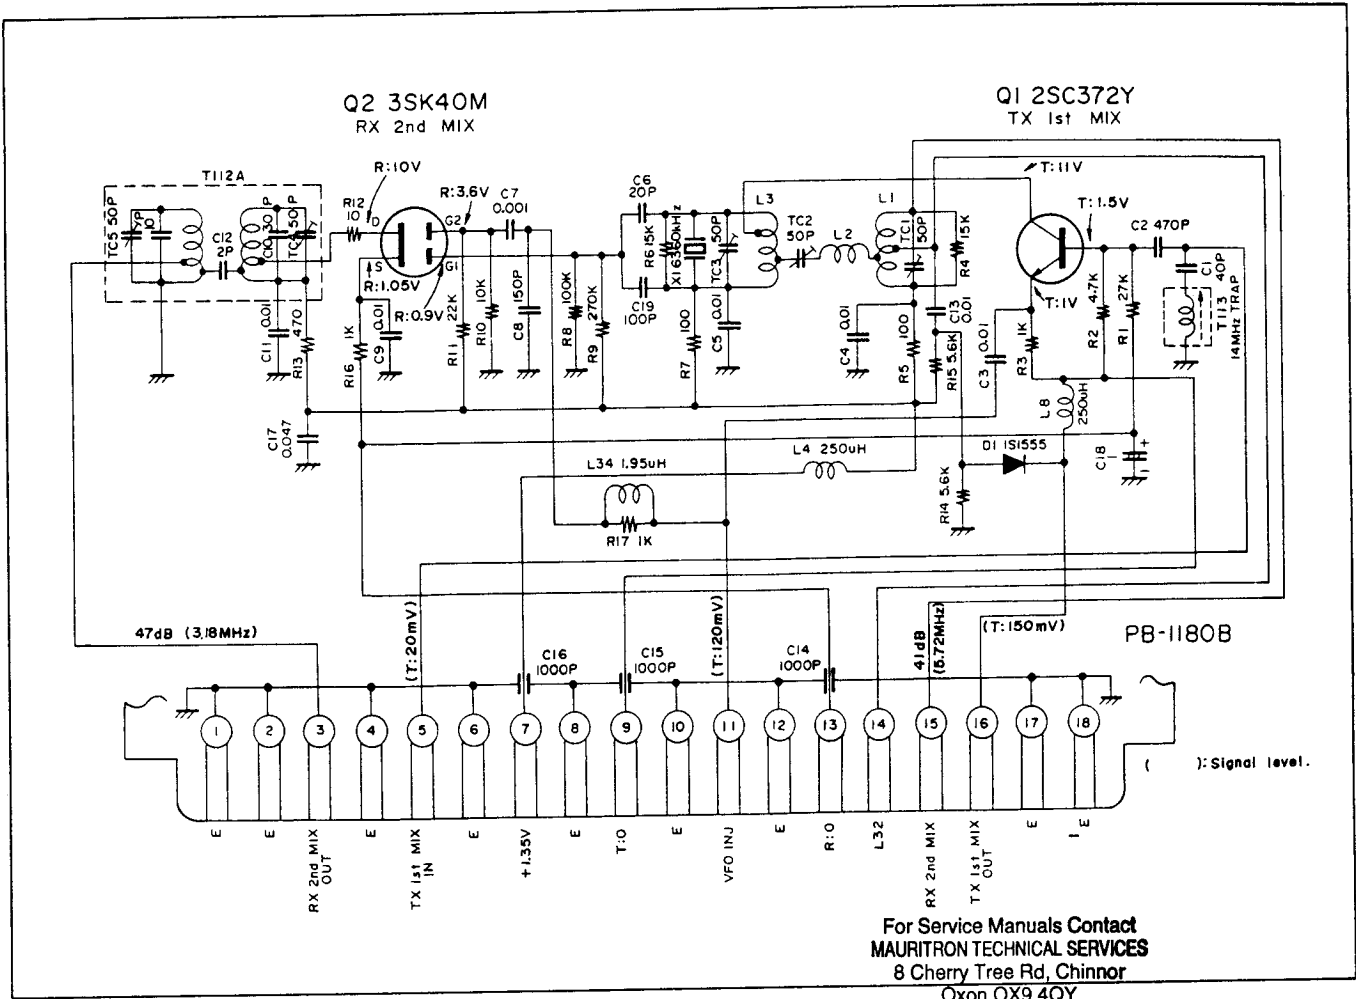 Q2 3SK40M
RX 2nd MIX
Q1 2SC372Y
TX 1st MIX
T112A
TC5 50P
10P
C12
2P
C10 30P
TC4 50P
R12
10
R:10V
D
S
G2
G1
R:3.6V
R:1.05V
R:0.9V
C7
0.001
C6
20P
R6 15K
X1 6360kHz
TC3 50P
L3
TC2
50P
L2
L1
TC1
50P
R4 15K
T:11V
T:1.5V
T:1V
C2 470P
C1
40P
T113
14MHz TRAP
C11 0.01
R13 470
R16 1K
C9 0.01
R11 22K
R10 10K
C8 150P
R8 100K
R9 270K
C19
100P
R7 100
C5 0.01
C4 0.01
R5 100
C13
0.01
R15 5.6K
C3 0.01
R3 1K
R2 4.7K
R1 27K
C17
0.047
L8
250uH
L34 1.95uH
L4 250uH
D1 1S1555
C18
1
+
R14 5.6K
R17 1K
47dB (3.18MHz)
(T:20mV)
(T:120mV)
41dB
(5.72MHz)
(T:150mV)
PB-1180B
C16
1000P
C15
1000P
C14
1000P
1 2 3 4 5 6 7 8 9 10 11 12 13 14 15 16 17 18
( ): Signal level.
E
E
RX 2nd MIX
OUT
E
TX 1st MIX
IN
E
+1.35V
E
T:O
E
VFO INJ
E
R:O
L32
RX 2nd MIX
TX 1st MIX
OUT
E
E
For Service Manuals Contact
MAURITRON TECHNICAL SERVICES
8 Cherry Tree Rd, Chinnor
Oxon OX9 4QY